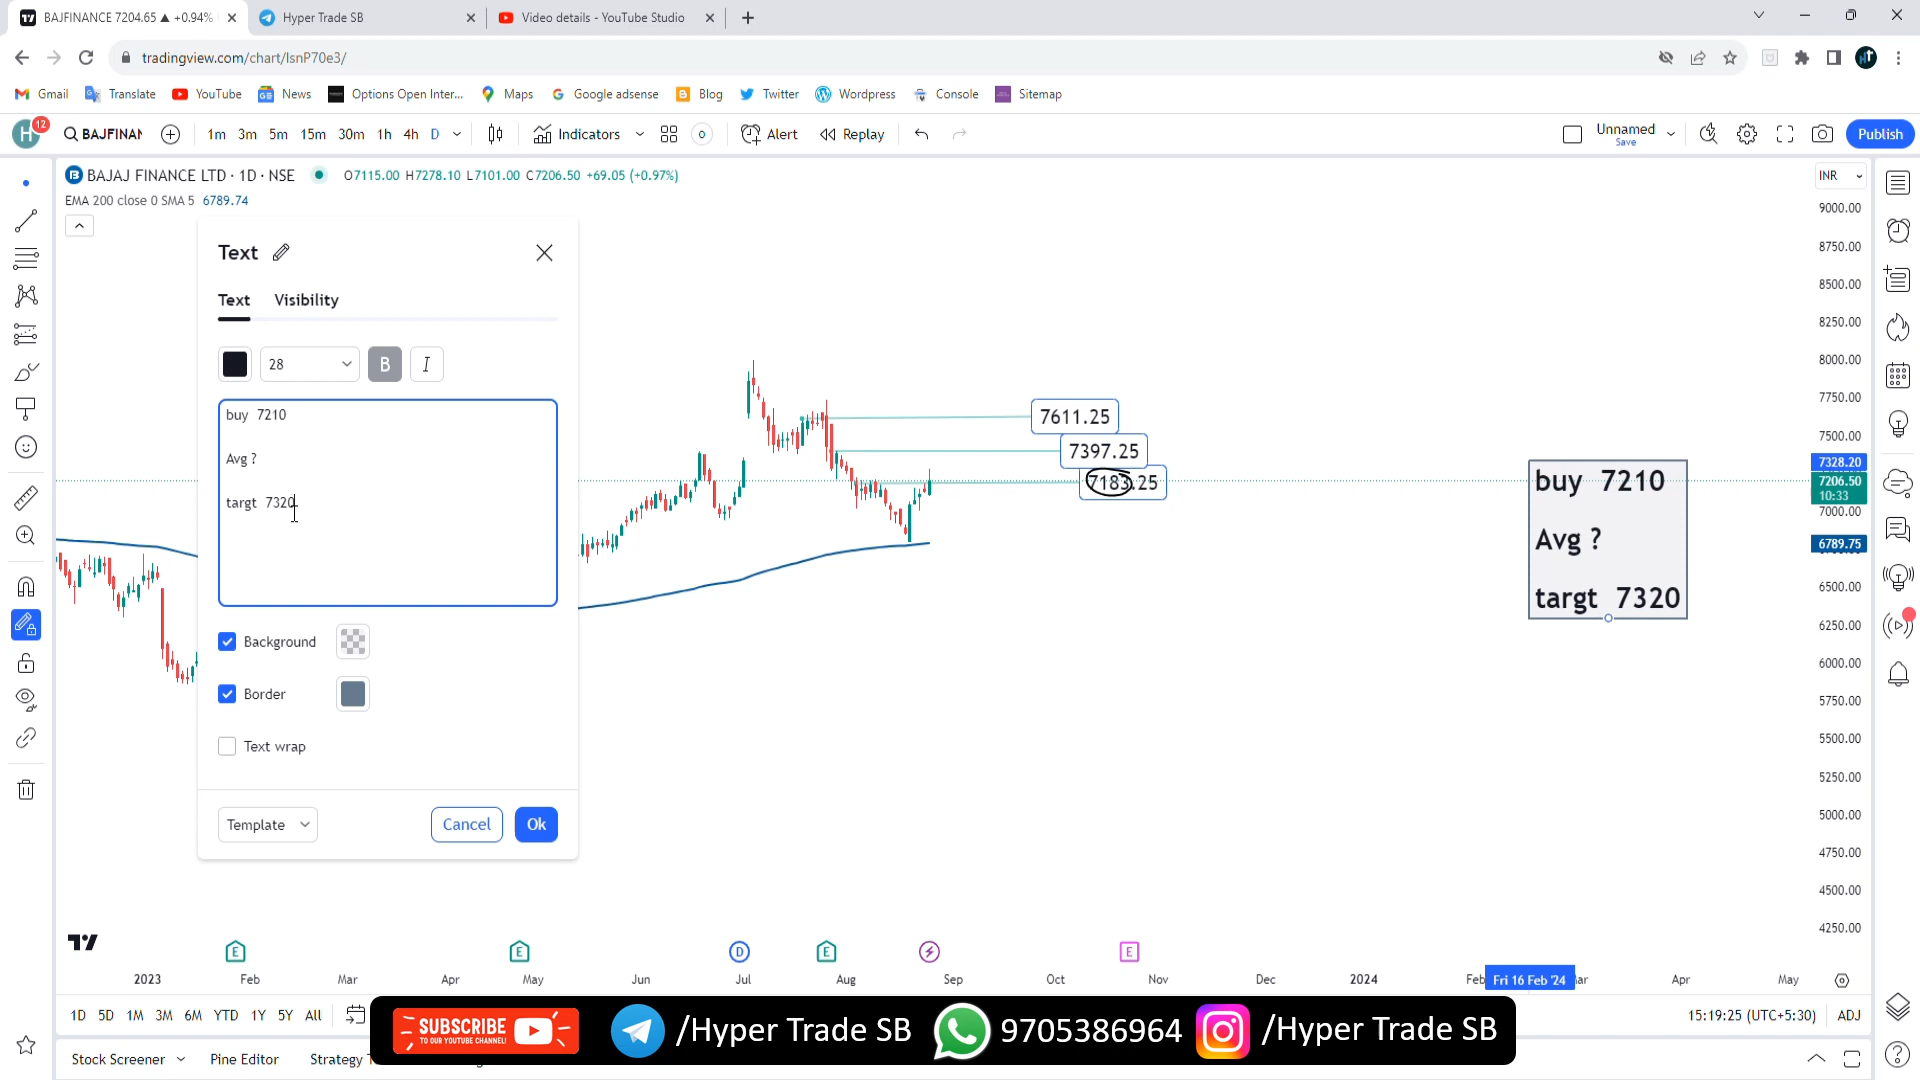 BAJFINANCE 7204.65 ▲ +0.94%
Hyper Trade SB
Video details - YouTube Studio
tradingview.com/chart/IsnP70e3/
Gmail
Translate
YouTube
News
Options Open Inter...
Maps
Google adsense
Blog
Twitter
Wordpress
Console
Sitemap
H
12
BAJFINAN
1m 3m 5m 15m 30m 1h 4h D
Indicators
Alert
Replay
Unnamed
Save
Publish
BAJAJ FINANCE LTD · 1D · NSE
O7115.00 H7278.10 L7101.00 C7206.50 +69.05 (+0.97%)
EMA 200 close 0 SMA 5 6789.74
INR
Text
Text
Visibility
28
B
I
buy 7210
Avg ?
targt 7320
Background
Border
Text wrap
Template
Cancel
Ok
7611.25
7397.25
7183.25
buy 7210
Avg ?
targt 7320
9000.00
8750.00
8500.00
8250.00
8000.00
7750.00
7500.00
7328.20
7206.50
10:33
7000.00
6789.75
6500.00
6250.00
6000.00
5750.00
5500.00
5250.00
5000.00
4750.00
4500.00
4250.00
E
E
D
E
E
2023
Feb
Mar
Apr
May
Jun
Jul
Aug
Sep
Oct
Nov
Dec
2024
Feb
Fri 16 Feb '24
Apr
May
1D 5D 1M 3M 6M YTD 1Y 5Y All
15:19:25 (UTC+5:30)
ADJ
SUBSCRIBE
TO OUR YOUTUBE CHANNEL!
/Hyper Trade SB
9705386964
/Hyper Trade SB
Stock Screener
Pine Editor
Strategy